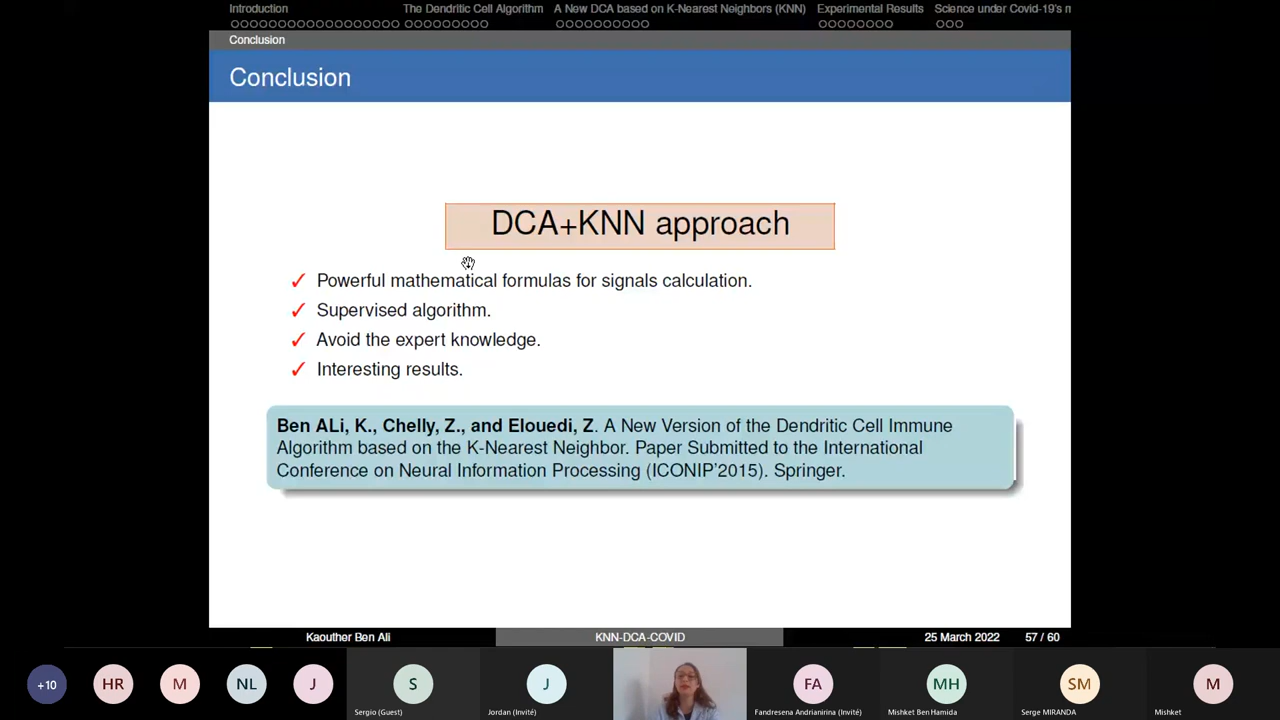 Introduction The Dendritic Cell Algorithm A New DCA based on K-Nearest Neighbors (KNN) Experimental Results Science under Covid-19's m
Conclusion
Conclusion
DCA+KNN approach
✓ Powerful mathematical formulas for signals calculation.
✓ Supervised algorithm.
✓ Avoid the expert knowledge.
✓ Interesting results.
Ben ALi, K., Chelly, Z., and Elouedi, Z. A New Version of the Dendritic Cell Immune
Algorithm based on the K-Nearest Neighbor. Paper Submitted to the International
Conference on Neural Information Processing (ICONIP'2015). Springer.
Kaouther Ben Ali KNN-DCA-COVID 25 March 2022 57 / 60
+10 HR M NL J S J FA MH SM M
Sergio (Guest) Jordan (Invité) Fandresena Andrianirina (Invité) Mishket Ben Hamida Serge MIRANDA Mishket